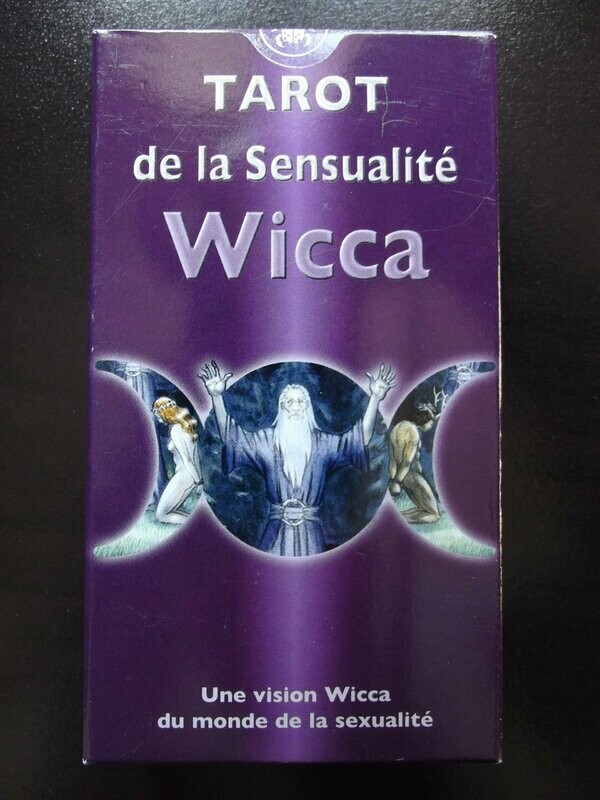 TAROT
de la Sensualité
Wicca
Une vision Wicca
du monde de la sexualité